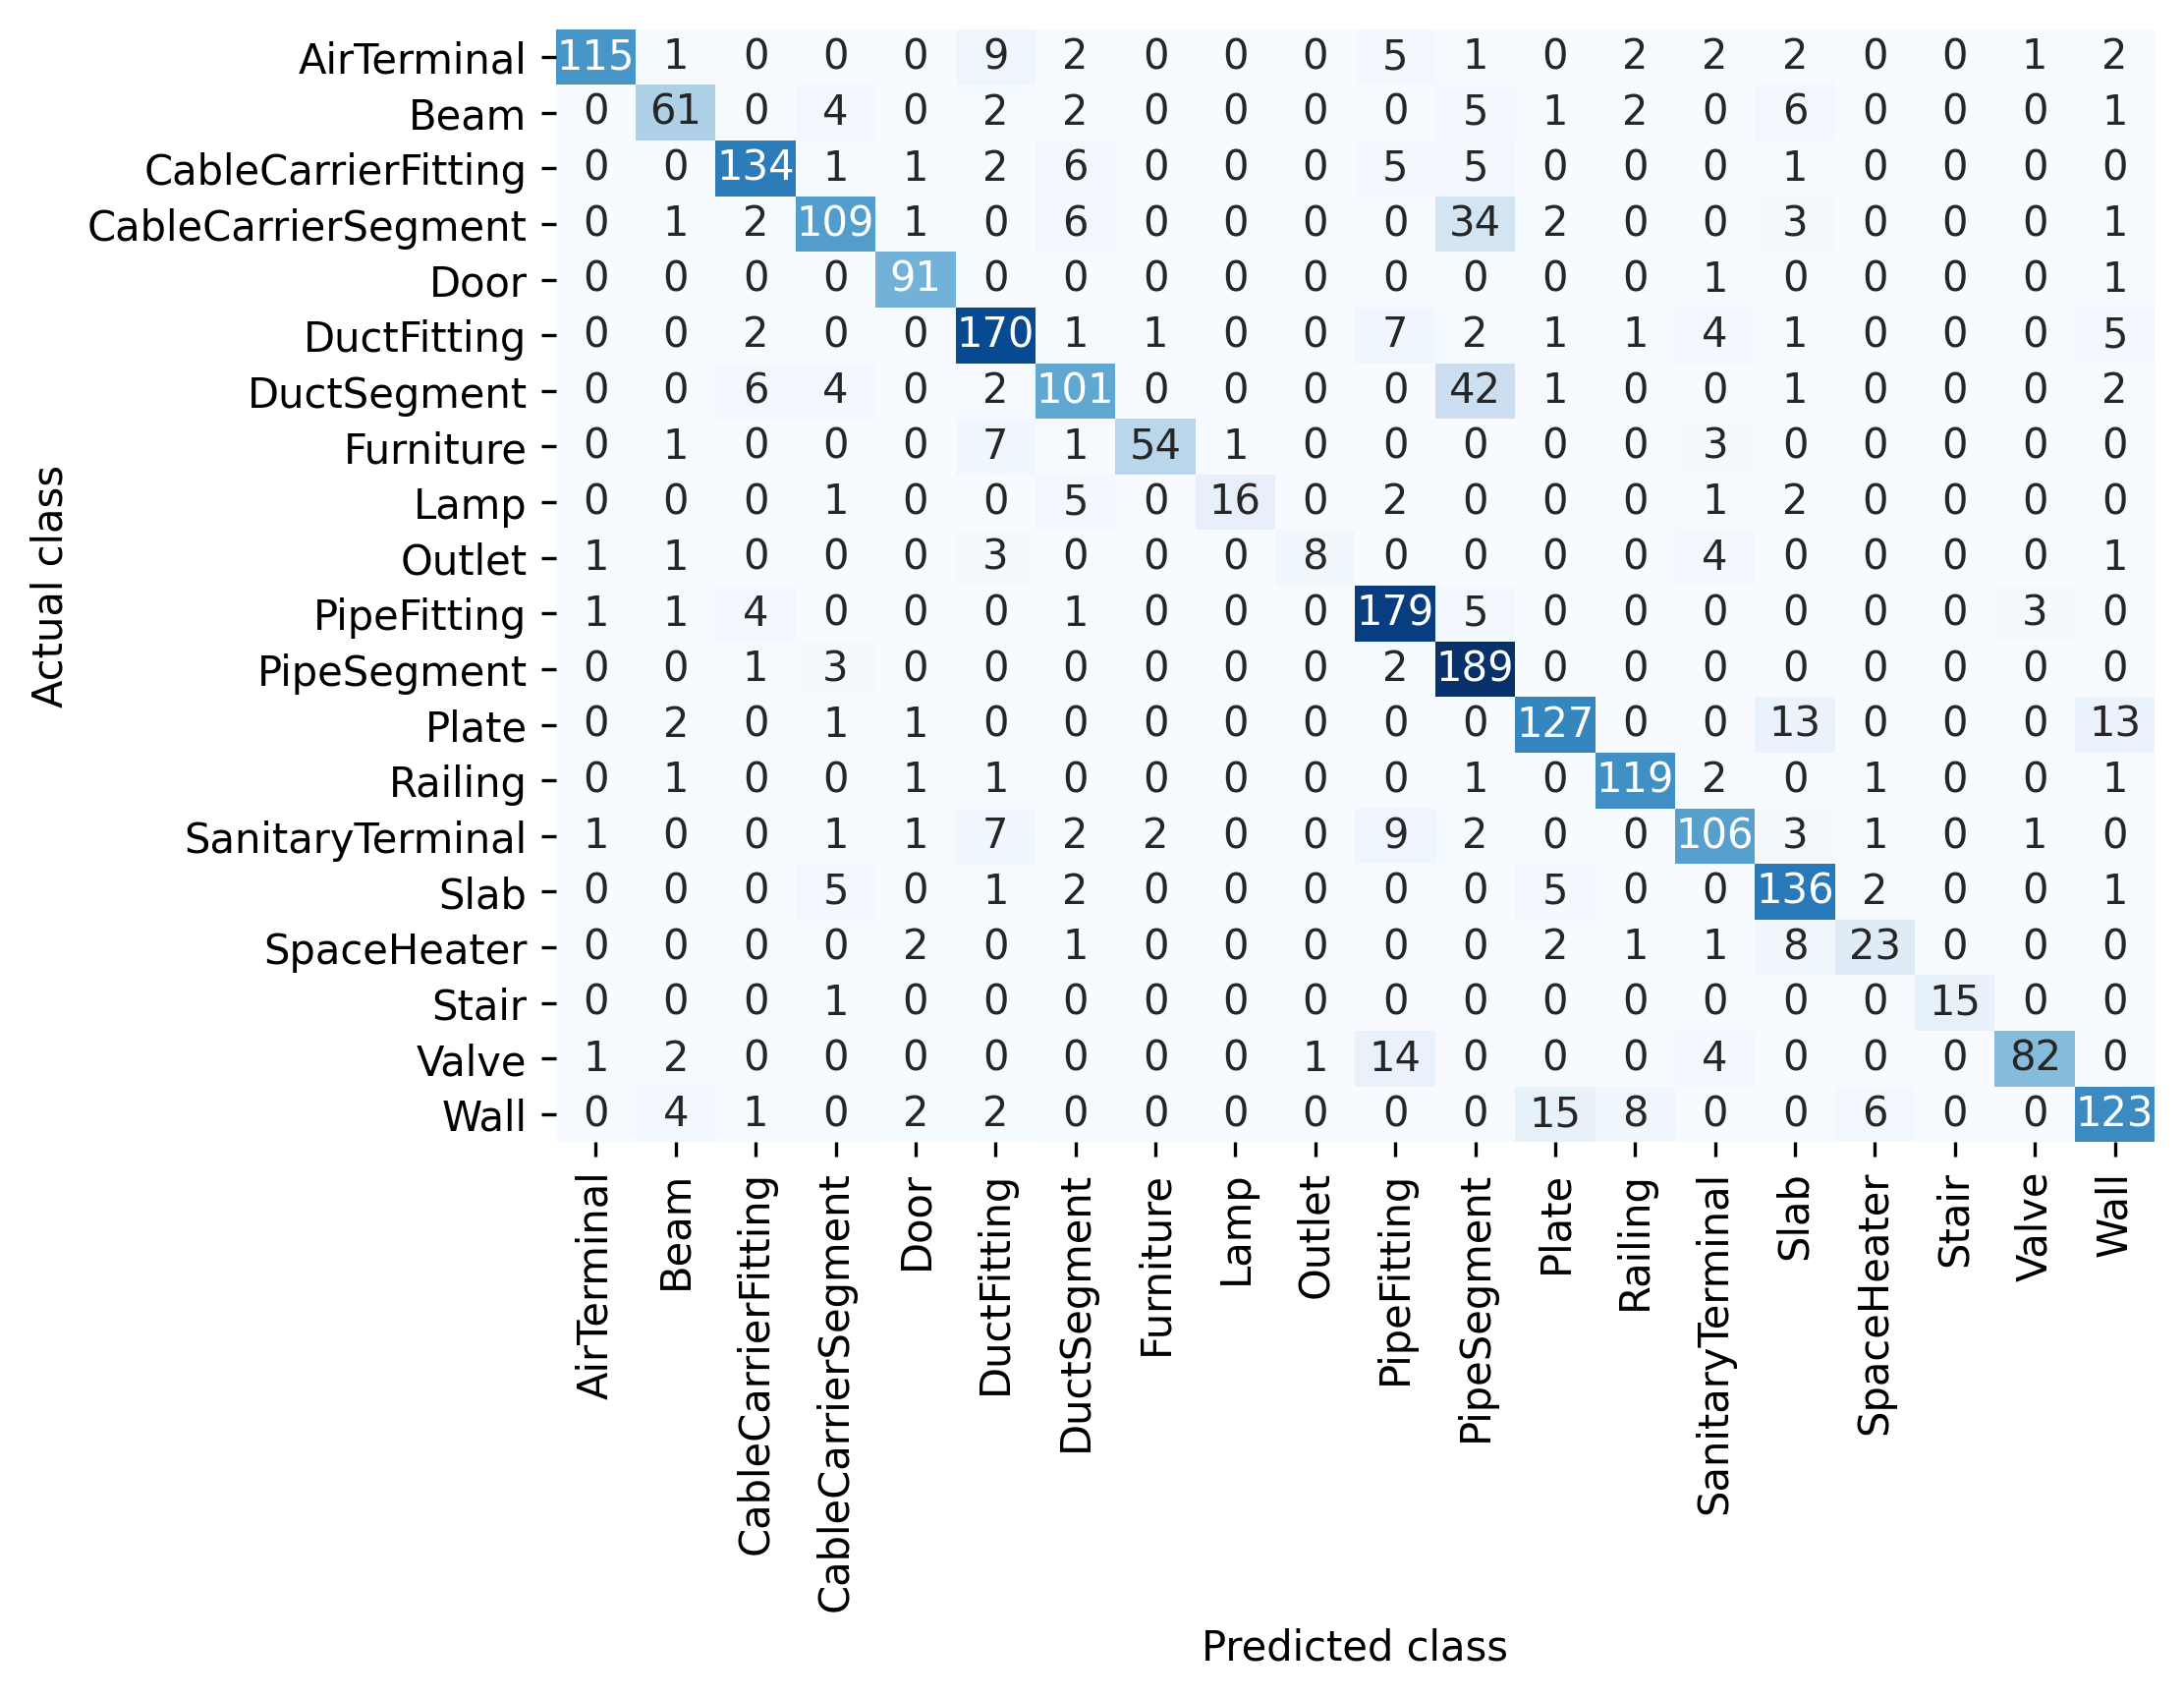 AirTerminal 115 1 0 0 0 9 2 0 0 0 5 1 0 2 2 2 0 0 1 2
Beam 0 61 0 4 0 2 2 0 0 0 0 5 1 2 0 6 0 0 0 1
CableCarrierFitting 0 0 134 1 1 2 6 0 0 0 5 5 0 0 0 1 0 0 0 0
CableCarrierSegment 0 1 2 109 1 0 6 0 0 0 0 34 2 0 0 3 0 0 0 1
Door 0 0 0 0 91 0 0 0 0 0 0 0 0 0 1 0 0 0 0 1
DuctFitting 0 0 2 0 0 170 1 1 0 0 7 2 1 1 4 1 0 0 0 5
DuctSegment 0 0 6 4 0 2 101 0 0 0 0 42 1 0 0 1 0 0 0 2
Furniture 0 1 0 0 0 7 1 54 1 0 0 0 0 0 3 0 0 0 0 0
Lamp 0 0 0 1 0 0 5 0 16 0 2 0 0 0 1 2 0 0 0 0
Outlet 1 1 0 0 0 3 0 0 0 8 0 0 0 0 4 0 0 0 0 1
PipeFitting 1 1 4 0 0 0 1 0 0 0 179 5 0 0 0 0 0 0 3 0
PipeSegment 0 0 1 3 0 0 0 0 0 0 2 189 0 0 0 0 0 0 0 0
Plate 0 2 0 1 1 0 0 0 0 0 0 0 127 0 0 13 0 0 0 13
Railing 0 1 0 0 1 1 0 0 0 0 0 1 0 119 2 0 1 0 0 1
SanitaryTerminal 1 0 0 1 1 7 2 2 0 0 9 2 0 0 106 3 1 0 1 0
Slab 0 0 0 5 0 1 2 0 0 0 0 0 5 0 0 136 2 0 0 1
SpaceHeater 0 0 0 0 2 0 1 0 0 0 0 0 2 1 1 8 23 0 0 0
Stair 0 0 0 1 0 0 0 0 0 0 0 0 0 0 0 0 0 15 0 0
Valve 1 2 0 0 0 0 0 0 0 1 14 0 0 0 4 0 0 0 82 0
Wall 0 4 1 0 2 2 0 0 0 0 0 0 15 8 0 0 6 0 0 123
Actual class
AirTerminal
Beam
CableCarrierFitting
CableCarrierSegment
Door
DuctFitting
DuctSegment
Furniture
Lamp
Outlet
PipeFitting
PipeSegment
Plate
Railing
SanitaryTerminal
Slab
SpaceHeater
Stair
Valve
Wall
Predicted class